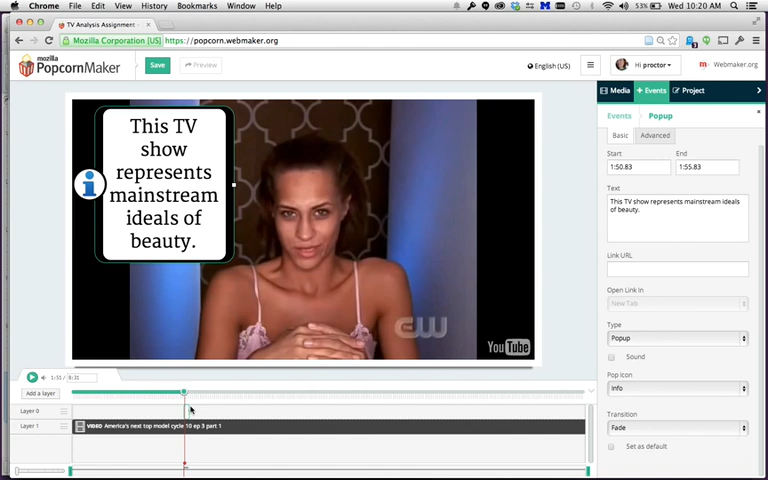 Chrome File Edit View History Bookmarks Window Help
53% Wed 10:20 AM
TV Analysis Assignment -
Mozilla Corporation [US] https://popcorn.webmaker.org
mozilla
PopcornMaker
Save
Preview
English (US)
Hi proctor
Webmaker.org
Media
Events
Project
Events
Popup
Basic
Advanced
Start
End
1:50.83
1:55.83
Text
This TV show represents mainstream ideals
of beauty.
Link URL
Open Link In
New Tab
Type
Popup
Sound
Pop Icon
Info
Transition
Fade
Set as default
This TV
show
represents
mainstream
ideals of
beauty.
CW
YouTube
1:51 / 8:31
Add a layer
Layer 0
Layer 1
VIDEO America's next top model cycle 10 ep 3 part 1